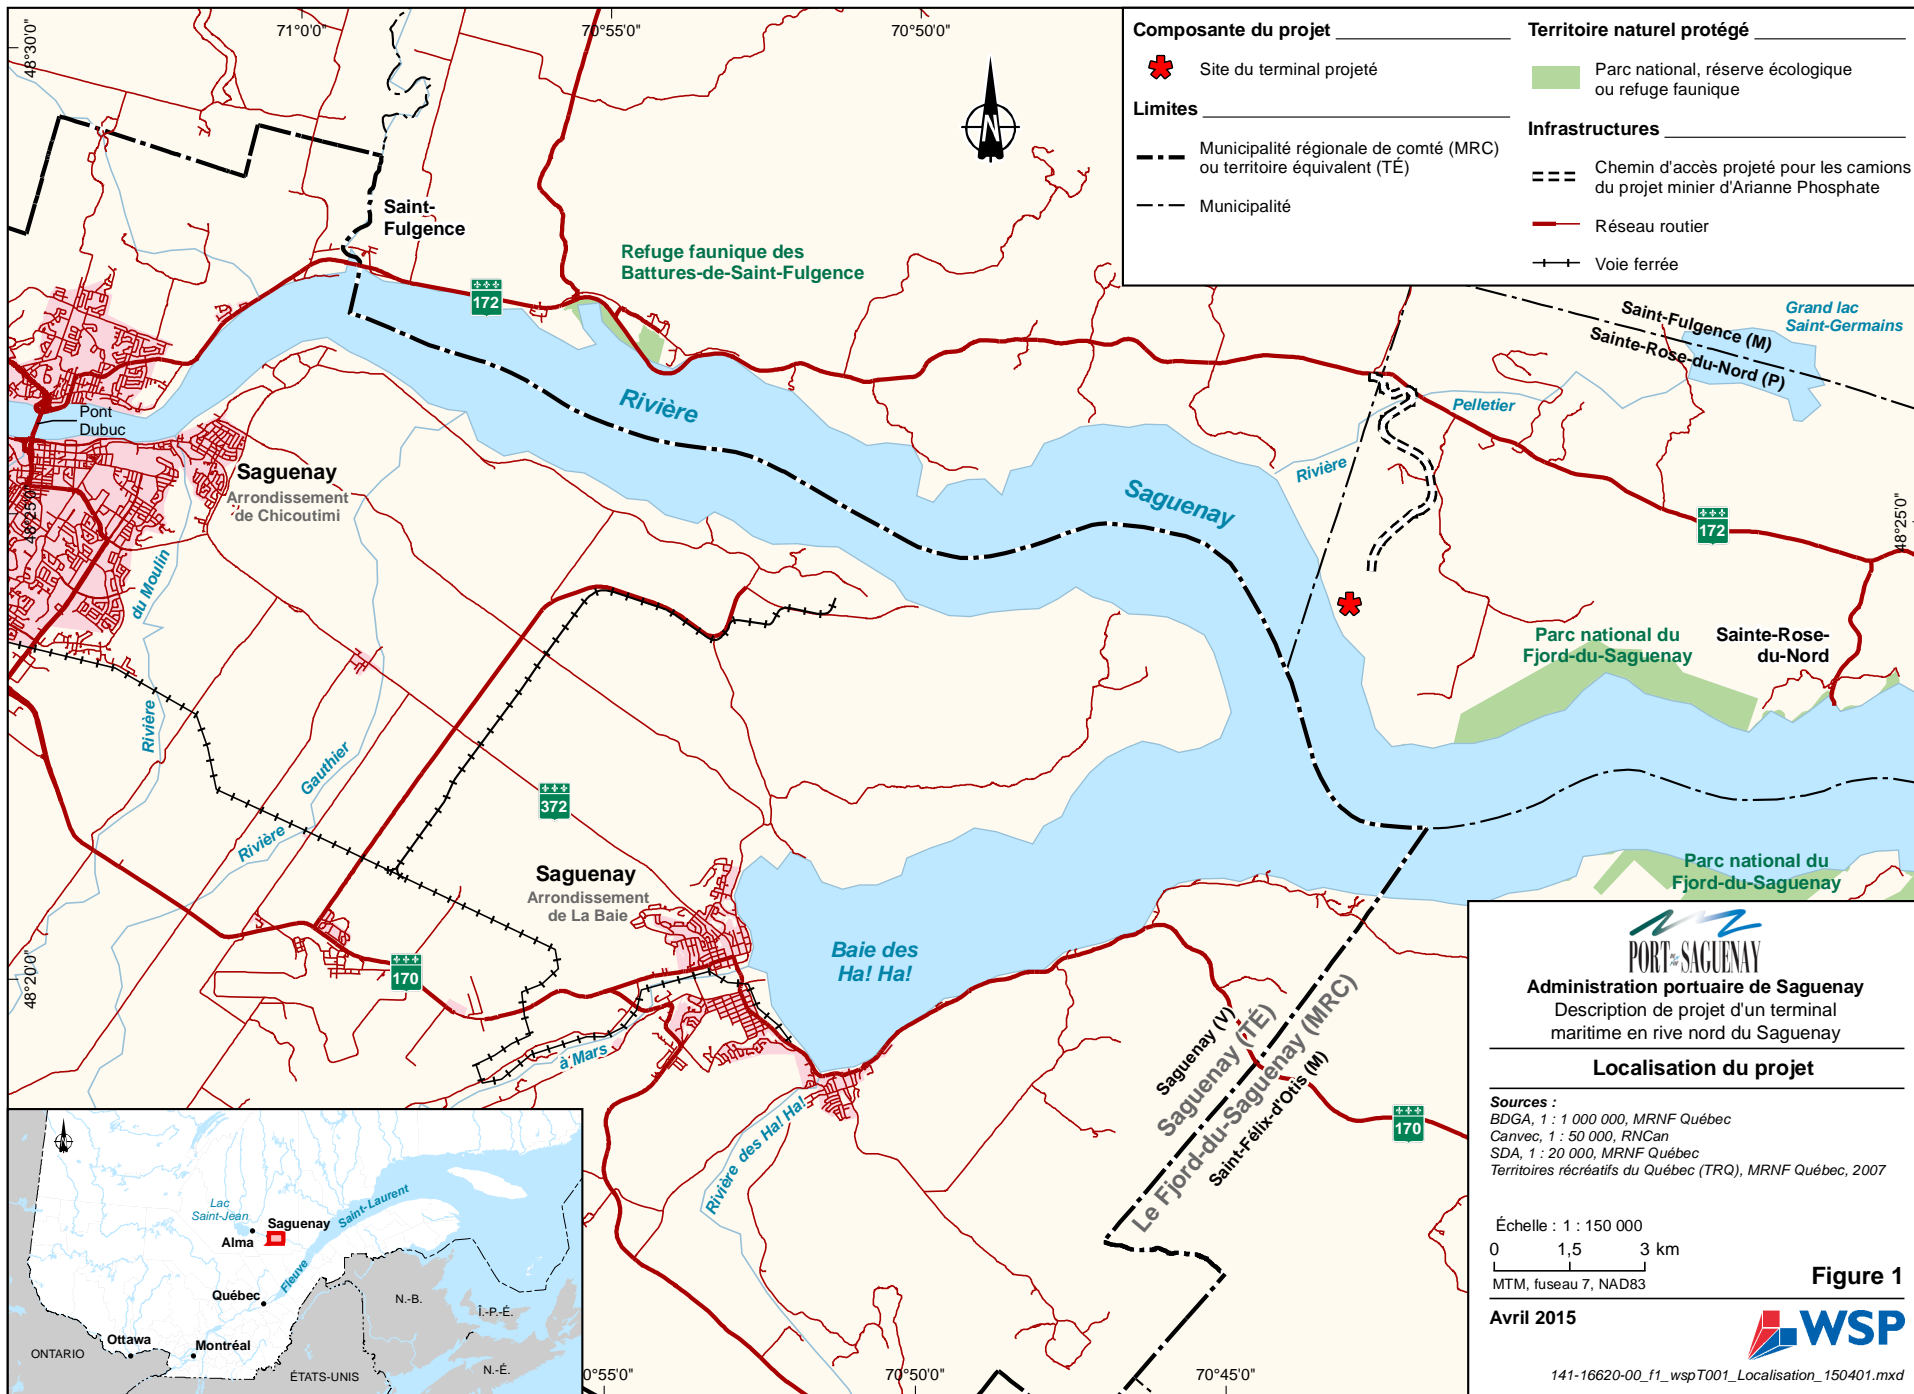 71°0'0"
70°55'0"
70°50'0"
48°30'0"
48°25'0"
48°20'0"
48°25'0"
70°55'0"
70°50'0"
70°45'0"
Composante du projet
Site du terminal projeté
Limites
Municipalité régionale de comté (MRC)
ou territoire équivalent (TÉ)
Municipalité
Territoire naturel protégé
Parc national, réserve écologique
ou refuge faunique
Infrastructures
Chemin d'accès projeté pour les camions
du projet minier d'Arianne Phosphate
Réseau routier
Voie ferrée
N
Saint-
Fulgence
Refuge faunique des
Battures-de-Saint-Fulgence
172
Saint-Fulgence (M)
Sainte-Rose-du-Nord (P)
Grand lac
Saint-Germains
Rivière
Saguenay
Rivière
Pelletier
172
Pont
Dubuc
Saguenay
Arrondissement
de Chicoutimi
du Moulin
Rivière
Gauthier
Rivière
Parc national du
Fjord-du-Saguenay
Sainte-Rose-
du-Nord
372
Saguenay
Arrondissement
de La Baie
170
Baie des
Ha! Ha!
à Mars
Rivière des Ha! Ha!
Parc national du
Fjord-du-Saguenay
Saguenay (V)
Saguenay (TÉ)
Le Fjord-du-Saguenay (MRC)
Saint-Félix-d'Otis (M)
170
Lac
Saint-Jean
Saguenay
Alma
Saint-Laurent
Fleuve
Québec
Ottawa
Montréal
ONTARIO
ÉTATS-UNIS
N.-B.
Î.-P.-É.
N.-É.
PORT DU SAGUENAY
Administration portuaire de Saguenay
Description de projet d'un terminal
maritime en rive nord du Saguenay
Localisation du projet
Sources :
BDGA, 1 : 1 000 000, MRNF Québec
Canvec, 1 : 50 000, RNCan
SDA, 1 : 20 000, MRNF Québec
Territoires récréatifs du Québec (TRQ), MRNF Québec, 2007
Échelle : 1 : 150 000
0 1,5 3 km
MTM, fuseau 7, NAD83
Figure 1
Avril 2015
WSP
141-16620-00_f1_wspT001_Localisation_150401.mxd